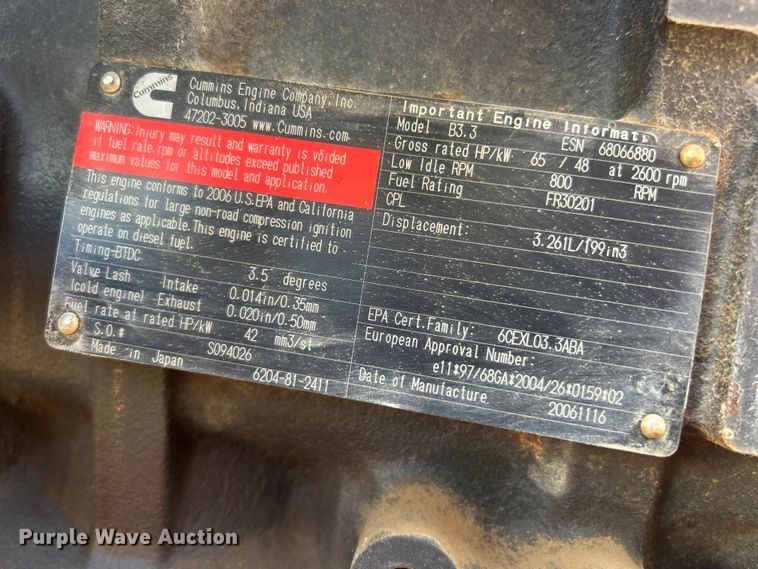 Cummins
Cummins Engine Company, Inc.
Columbus, Indiana USA
47202-3005 www.Cummins.com
WARNING: Injury may result and warranty is voided
if fuel rate, rpm or altitudes exceed published
maximum values for this model and application.
This engine conforms to 2006 U.S.EPA and California
regulations for large non-road compression ignition
engines as applicable. This engine is certified to
operate on diesel fuel.
Timing-BTDC 3.5 degrees
Valve Lash Intake 0.014in/0.35mm
(cold engine) Exhaust 0.020in/0.50mm
Fuel rate at rated HP/kW 42 mm3/st
S.O.# S094026
Made in Japan 6204-81-2411
Important Engine Informati
Model B3.3 ESN 68066880
Gross rated HP/kW 65 / 48 at 2600 rpm
Low Idle RPM 800 RPM
Fuel Rating FR30201
CPL
Displacement: 3.261L/199in3
EPA Cert.Family: 6CEXL03.3ABA
European Approval Number:
e11*97/68GA*2004/26*0159*02
Date of Manufacture 20061116
Purple Wave Auction